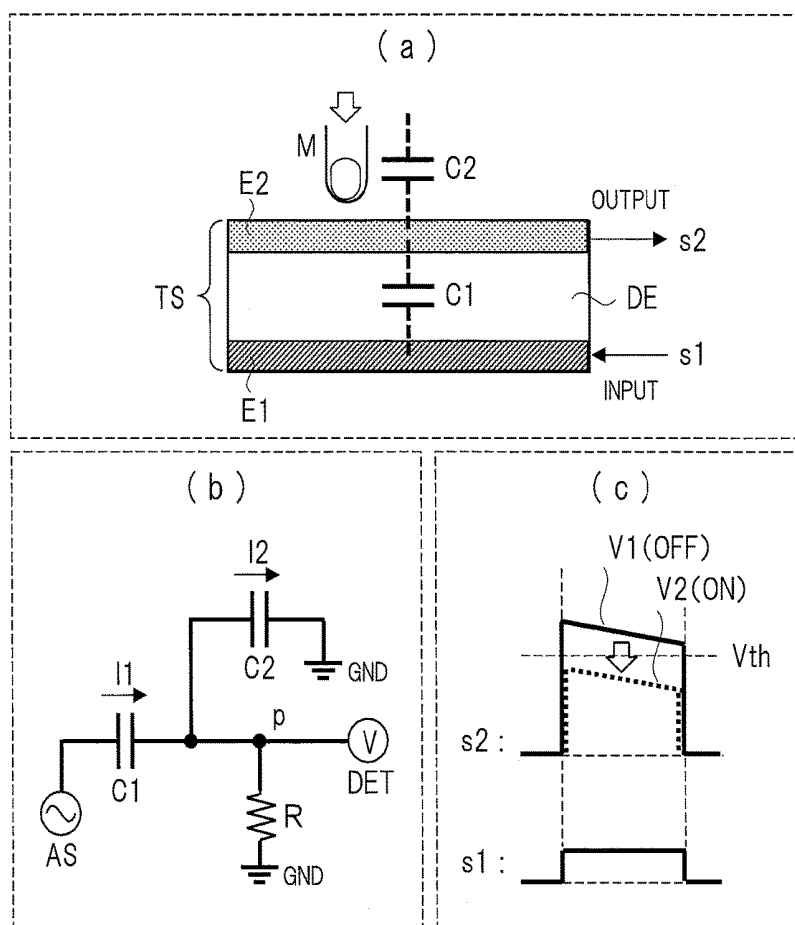 (a)
M
C2
E2
OUTPUT
s2
TS
C1
DE
s1
E1
INPUT
(b)
I2
C2
GND
I1
p
C1
V
DET
R
AS
GND
(c)
V1(OFF)
V2(ON)
Vth
s2 :
s1 :